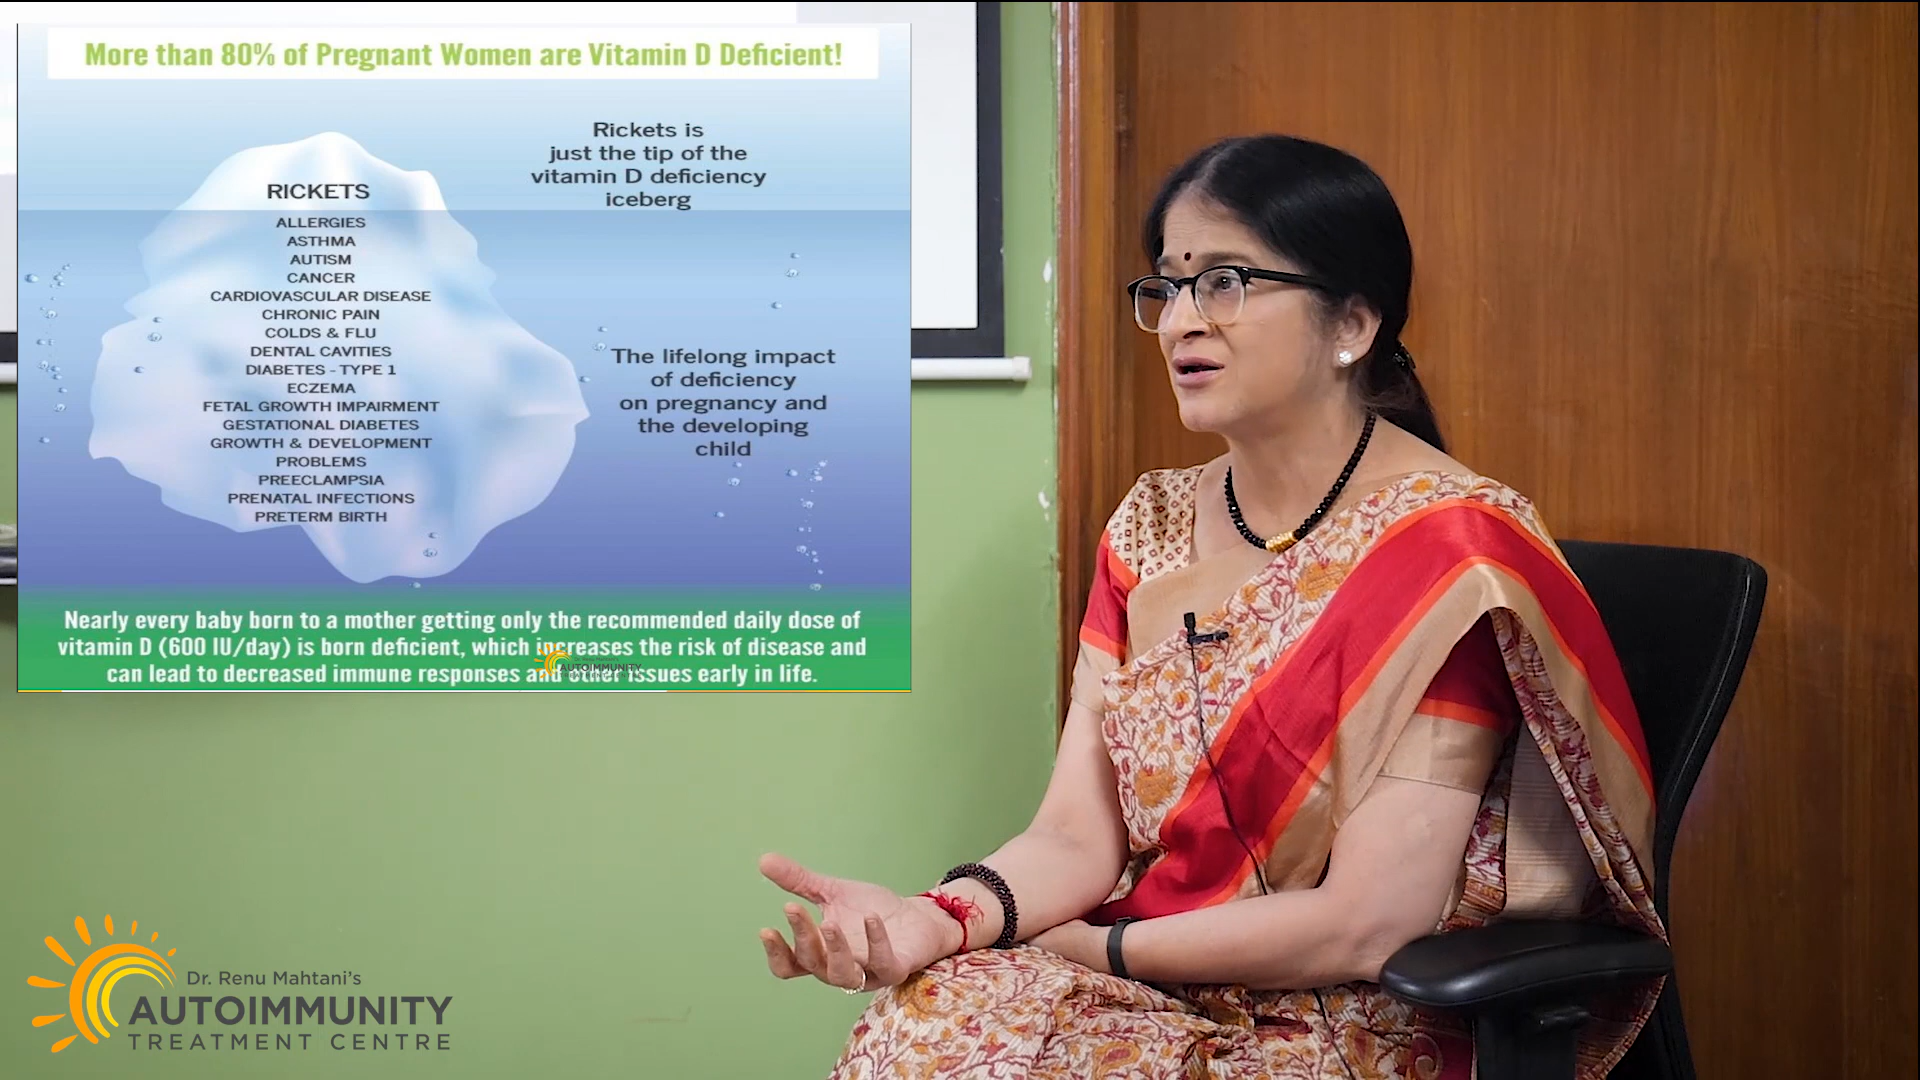 More than 80% of Pregnant Women are Vitamin D Deficient!
Rickets is
just the tip of the
vitamin D deficiency
iceberg
RICKETS
ALLERGIES
ASTHMA
AUTISM
CANCER
CARDIOVASCULAR DISEASE
CHRONIC PAIN
COLDS & FLU
DENTAL CAVITIES
DIABETES - TYPE 1
ECZEMA
FETAL GROWTH IMPAIRMENT
GESTATIONAL DIABETES
GROWTH & DEVELOPMENT
PROBLEMS
PREECLAMPSIA
PRENATAL INFECTIONS
PRETERM BIRTH
The lifelong impact
of deficiency
on pregnancy and
the developing
child
Nearly every baby born to a mother getting only the recommended daily dose of
vitamin D (600 IU/day) is born deficient, which increases the risk of disease and
can lead to decreased immune responses and other issues early in life.
AUTOIMMUNITY
Dr. Renu Mahtani's
AUTOIMMUNITY
TREATMENT CENTRE